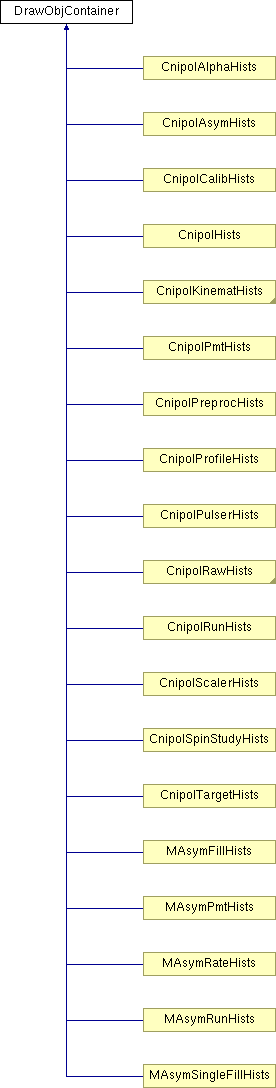 DrawObjContainer
CnipolAlphaHists
CnipolAsymHists
CnipolCalibHists
CnipolHists
CnipolKinematHists
CnipolPmtHists
CnipolPreprocHists
CnipolProfileHists
CnipolPulserHists
CnipolRawHists
CnipolRunHists
CnipolScalerHists
CnipolSpinStudyHists
CnipolTargetHists
MAsymFillHists
MAsymPmtHists
MAsymRateHists
MAsymRunHists
MAsymSingleFillHists